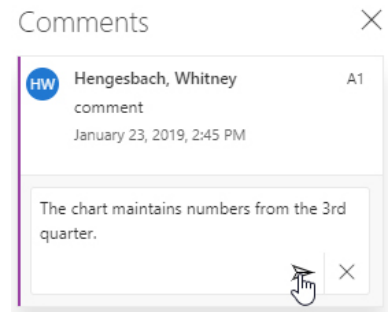 Comments
HW Hengesbach, Whitney A1
comment
January 23, 2019, 2:45 PM
The chart maintains numbers from the 3rd
quarter.